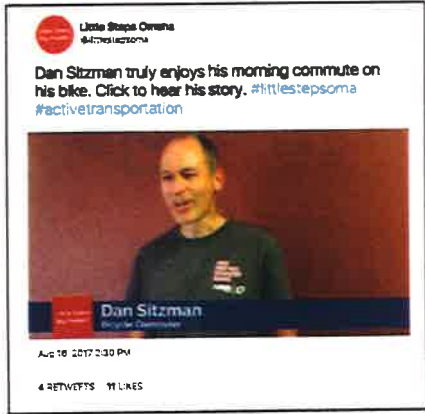 Little Steps Omaha
@littlestepsoma
Dan Sitzman truly enjoys his morning commute on
his bike. Click to hear his story. #littlestepsoma
#activetransportation
Dan Sitzman
Bicycle Commuter
Aug 16, 2017 2:30 PM
4 RETWEETS 11 LIKES